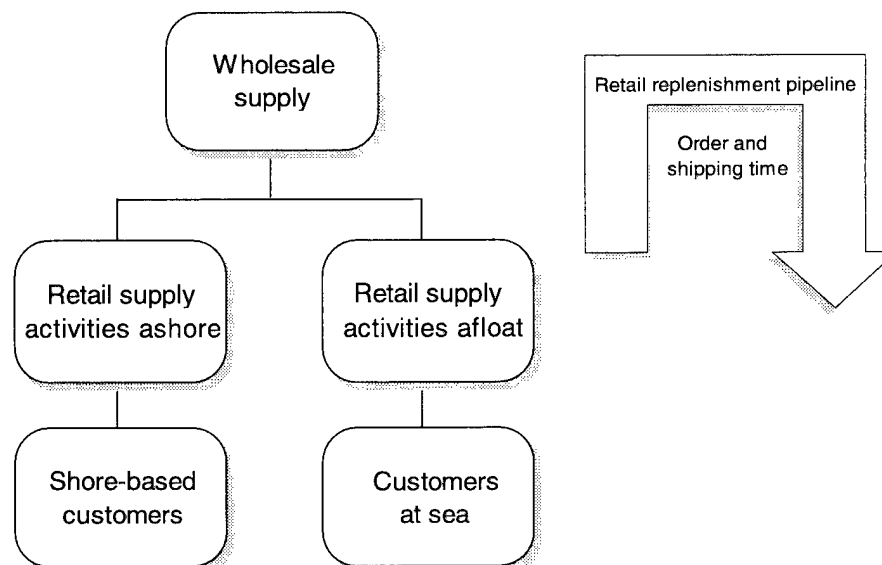 Wholesale
supply
Retail replenishment pipeline
Order and
shipping time
Retail supply
activities ashore
Retail supply
activities afloat
Shore-based
customers
Customers
at sea